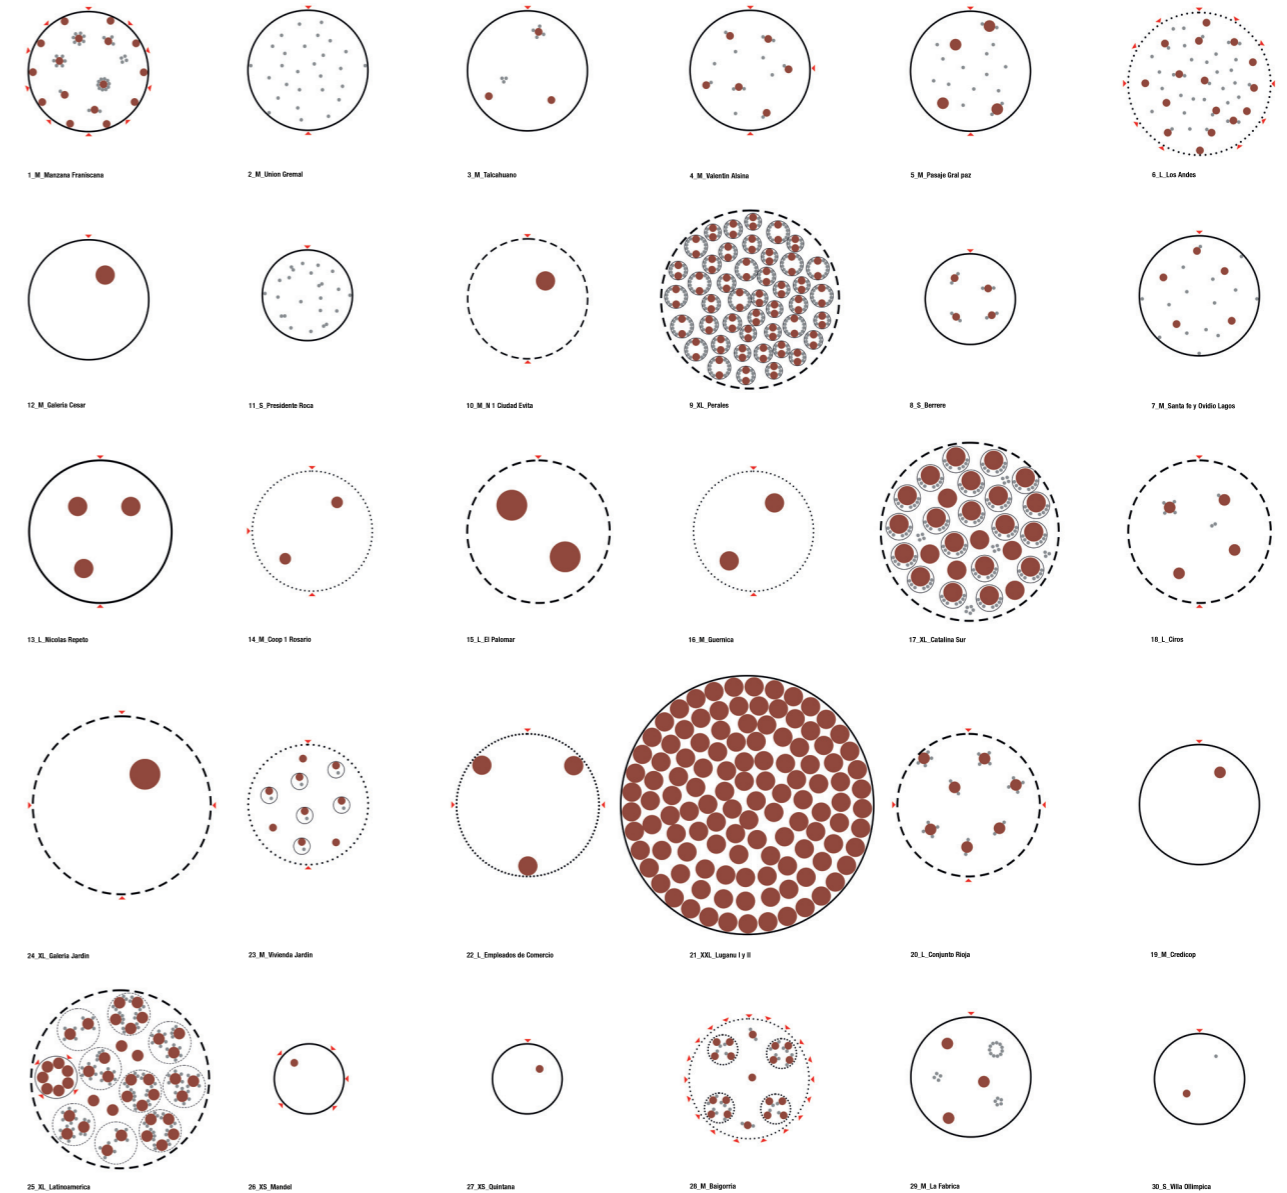 1_M_Manzana Franiscana
2_M_Union Gremal
3_M_Talcahuano
4_M_Valentin Alsina
5_M_Pasaje Gral paz
6_L_Los Andes
12_M_Galeria Cesar
11_S_Presidente Roca
10_M_N 1 Ciudad Evita
9_XL_Perales
8_S_Berrere
7_M_Santa fe y Ovidio Lagos
13_L_Nicolas Repeto
14_M_Coop 1 Rosario
15_L_El Palomar
16_M_Guernica
17_XL_Catalina Sur
18_L_Ciros
24_XL_Galeria Jardin
23_M_Vivienda Jardin
22_L_Empleados de Comercio
21_XXL_Luganu I y II
20_L_Conjunto Rioja
19_M_Credicop
25_XL_Latinoamerica
26_XS_Mandel
27_XS_Quintana
28_M_Baigorria
29_M_La Fabrica
30_S_Villa Ollimpica